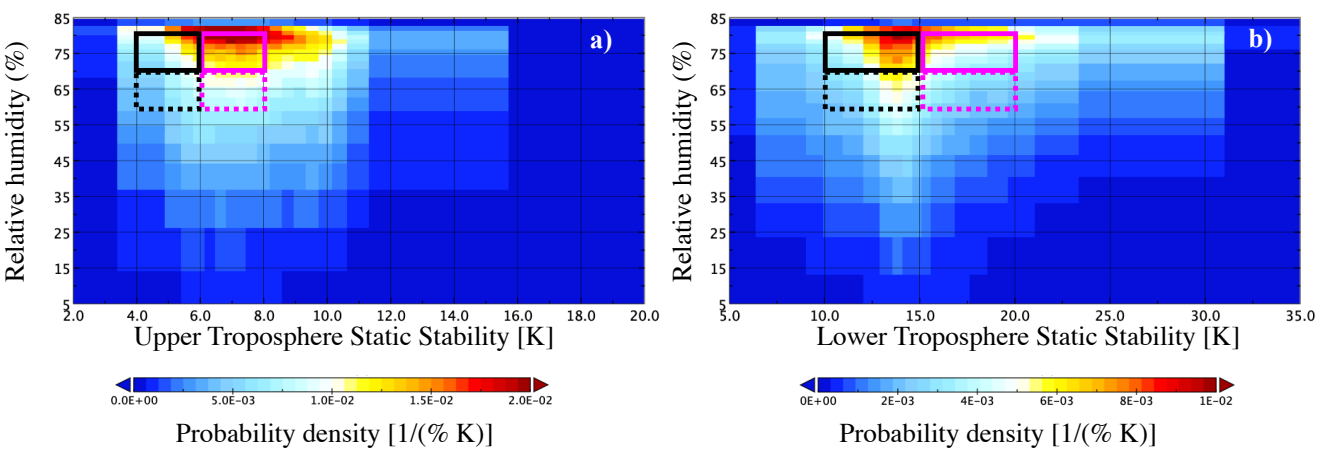 85
75
65
55
45
35
25
15
5
Relative humidity (%)
a)
2.0 4.0 6.0 8.0 10.0 12.0 14.0 16.0 18.0 20.0
Upper Troposphere Static Stability [K]
0.0E+00 5.0E-03 1.0E-02 1.5E-02 2.0E-02
Probability density [1/(% K)]
85
75
65
55
45
35
25
15
5
Relative humidity (%)
b)
5.0 10.0 15.0 20.0 25.0 30.0 35.0
Lower Troposphere Static Stability [K]
0E+00 2E-03 4E-03 6E-03 8E-03 1E-02
Probability density [1/(% K)]